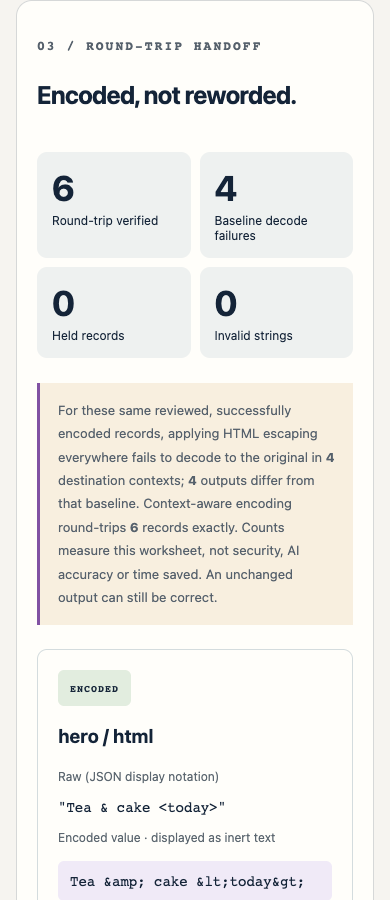 03 / ROUND-TRIP HANDOFF
Encoded, not reworded.
6
Round-trip verified
4
Baseline decode
failures
0
Held records
0
Invalid strings
For these same reviewed, successfully
encoded records, applying HTML escaping
everywhere fails to decode to the original in 4
destination contexts; 4 outputs differ from
that baseline. Context-aware encoding
round-trips 6 records exactly. Counts
measure this worksheet, not security, AI
accuracy or time saved. An unchanged
output can still be correct.
ENCODED
hero / html
Raw (JSON display notation)
"Tea & cake <today>"
Encoded value · displayed as inert text
Tea &amp; cake &lt;today&gt;